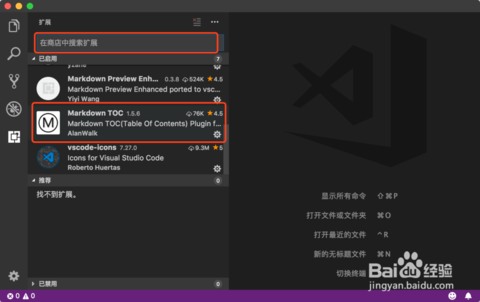 扩展
在商店中搜索扩展
已启用 7
yzhang
Markdown Preview Enh... 0.3.8 524K ★4.5
Markdown Preview Enhanced ported to vsc...
Yiyi Wang
Markdown TOC 1.5.6 76K ★4.5
Markdown TOC(Table Of Contents) Plugin f...
AlanWalk
vscode-icons 7.27.0 9.3M ★5
Icons for Visual Studio Code
Roberto Huertas
推荐 0
找不到扩展。
已禁用 0
显示所有命令 ⇧⌘P
打开文件或文件夹 ⌘O
打开最近的文件 ⌃R
新的无标题文件 ⌘N
切换终端
0 0
Baidu 经验
jingyan.baidu.com